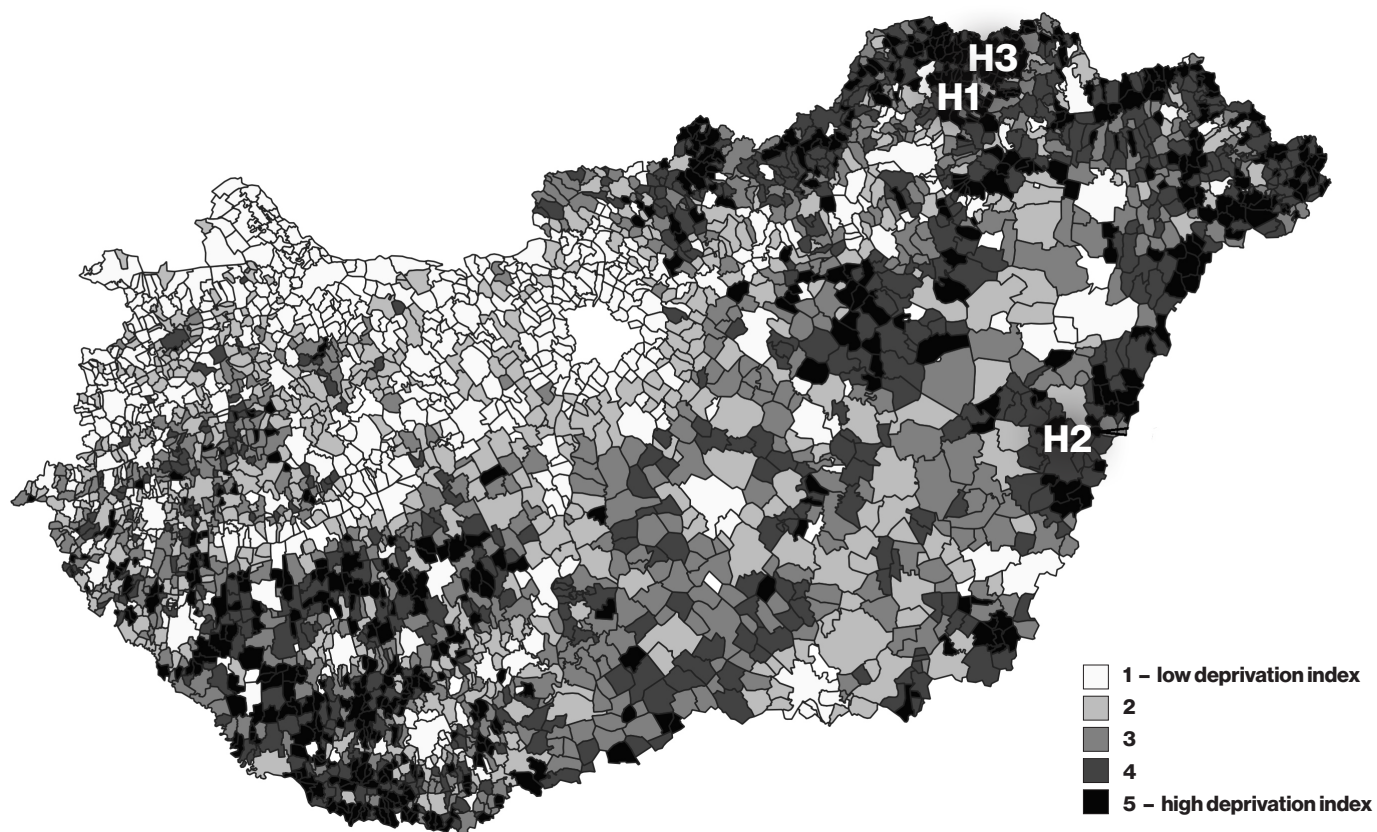 H3
H1
H2
1 – low deprivation index
2
3
4
5 – high deprivation index